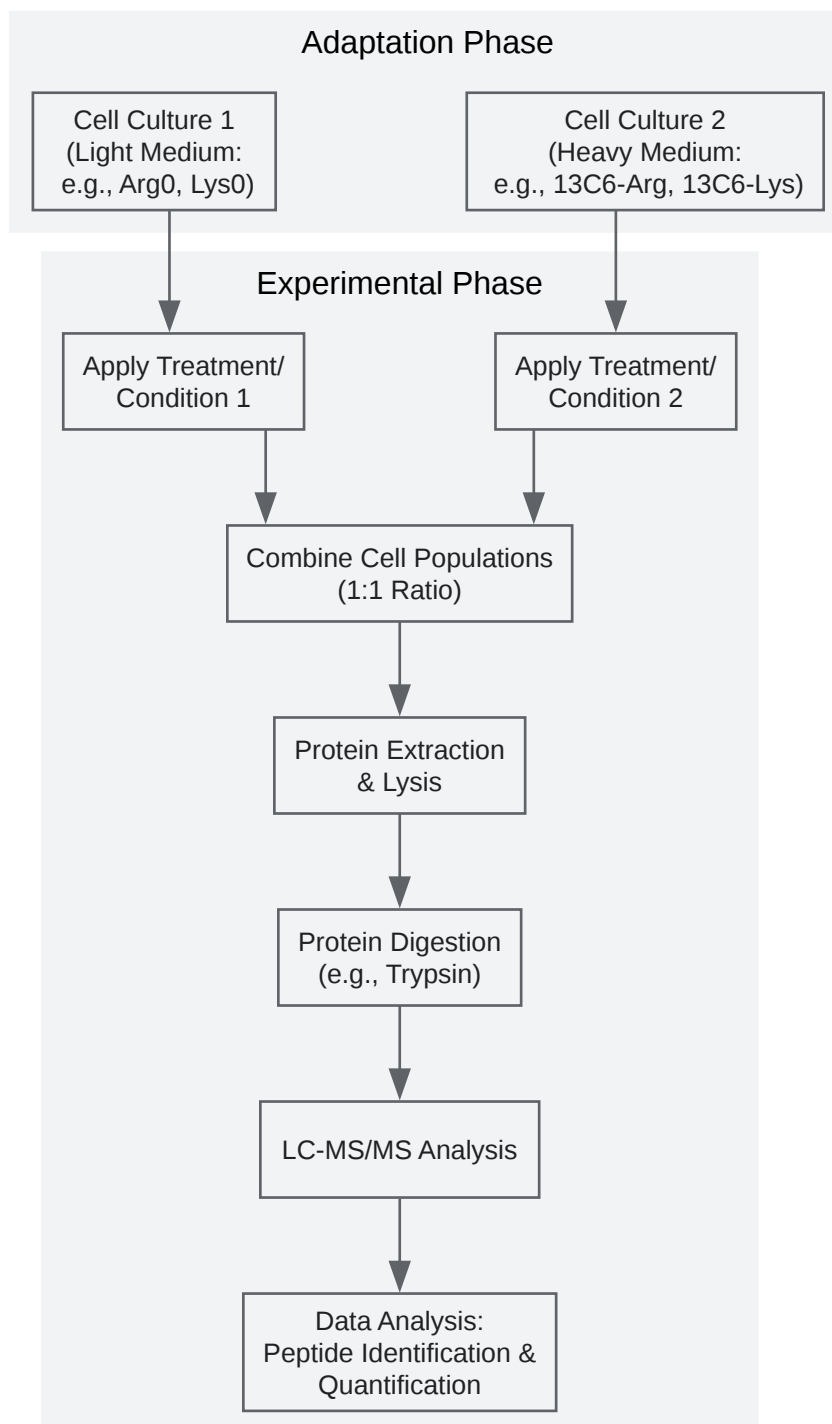 Adaptation Phase
Cell Culture 1
(Light Medium:
e.g., Arg0, Lys0)
Cell Culture 2
(Heavy Medium:
e.g., 13C6-Arg, 13C6-Lys)
Experimental Phase
Apply Treatment/
Condition 1
Apply Treatment/
Condition 2
Combine Cell Populations
(1:1 Ratio)
Protein Extraction
& Lysis
Protein Digestion
(e.g., Trypsin)
LC-MS/MS Analysis
Data Analysis:
Peptide Identification &
Quantification